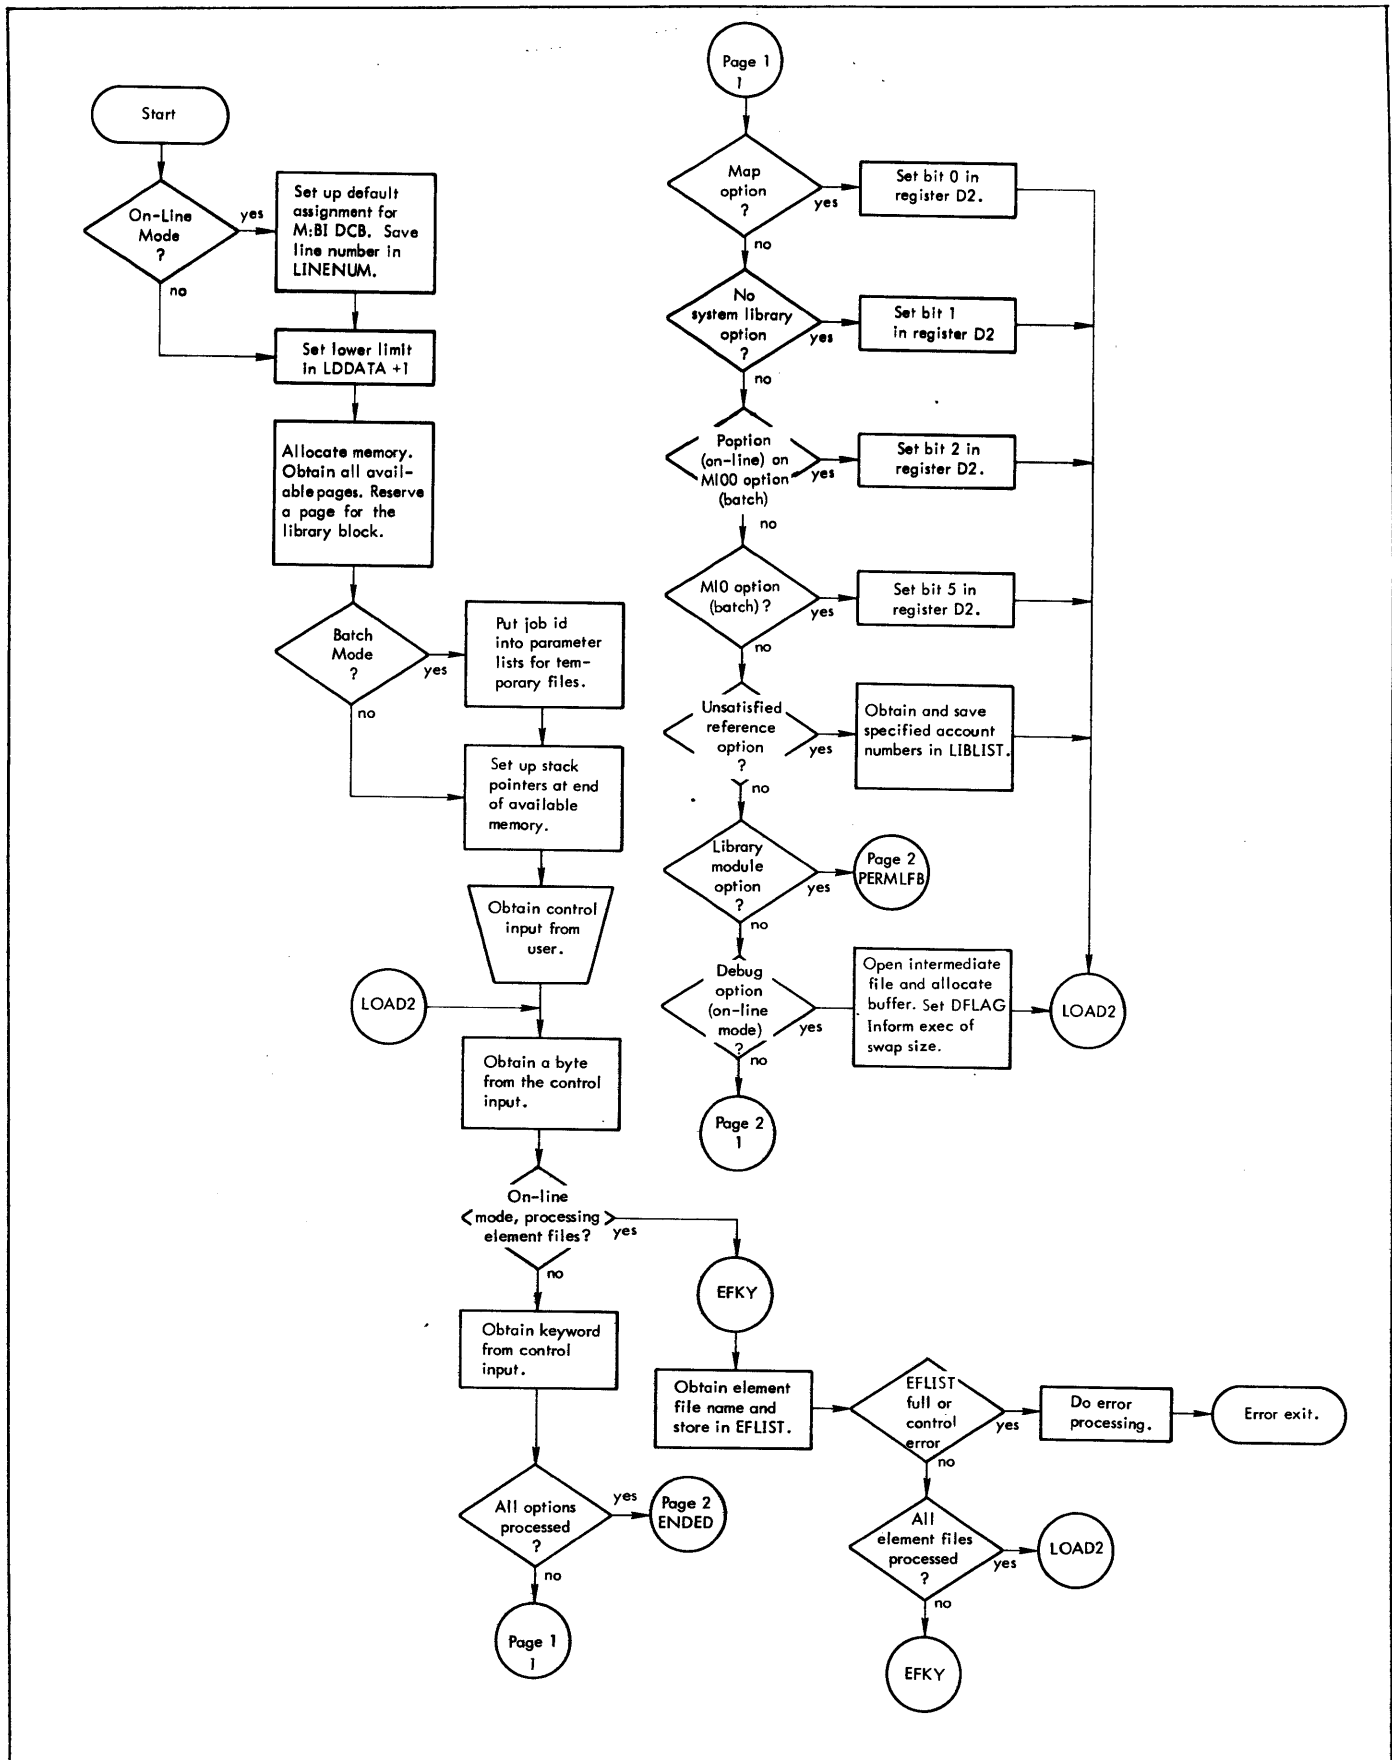 Start
On-Line
Mode
?
yes
no
Set up default
assignment for
M:BI DCB. Save
line number in
LINENUM.
Set lower limit
in LDDATA +1
Allocate memory.
Obtain all avail-
able pages. Reserve
a page for the
library block.
Batch
Mode
?
yes
no
Put job id
into parameter
lists for tem-
porary files.
Set up stack
pointers at end
of available
memory.
Obtain control
input from
user.
LOAD2
Obtain a byte
from the control
input.
On-line
mode, processing
element files?
yes
no
Obtain keyword
from control
input.
All options
processed
?
yes
Page 2
ENDED
no
Page 1
1
Page 1
1
Map
option
?
yes
Set bit 0 in
register D2.
no
No
system library
option
?
yes
Set bit 1
in register D2
no
Poption
(on-line) on
MI00 option
(batch)
yes
Set bit 2 in
register D2.
no
MI0 option
(batch) ?
yes
Set bit 5 in
register D2.
no
Unsatisfied
reference
option
?
yes
Obtain and save
specified account
numbers in LIBLIST.
no
Library
module
option
?
yes
Page 2
PERMLFB
no
Debug
option
(on-line
mode)
?
yes
Open intermediate
file and allocate
buffer. Set DFLAG
Inform exec of
swap size.
LOAD2
no
Page 2
1
EFKY
Obtain element
file name and
store in EFLIST.
EFLIST
full or
control
error
yes
Do error
processing.
Error exit.
no
All
element files
processed
?
yes
LOAD2
no
EFKY